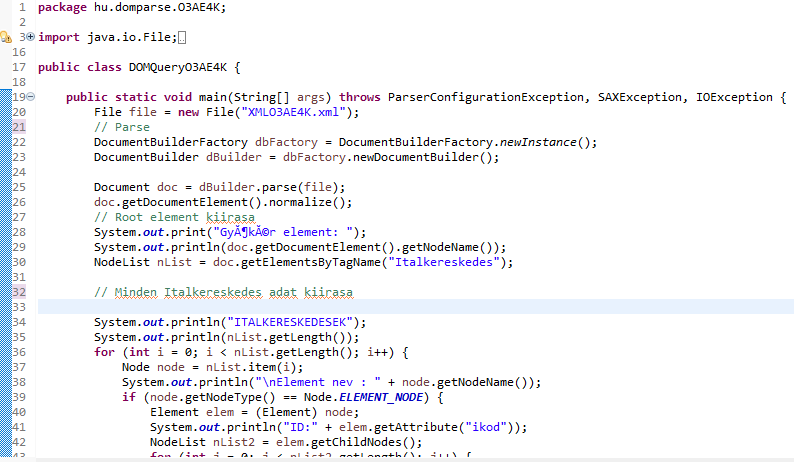 1 package hu.domparse.O3AE4K;
2
3 import java.io.File;
16
17 public class DOMQueryO3AE4K {
18
19 public static void main(String[] args) throws ParserConfigurationException, SAXException, IOException {
20 File file = new File("XMLO3AE4K.xml");
21 // Parse
22 DocumentBuilderFactory dbFactory = DocumentBuilderFactory.newInstance();
23 DocumentBuilder dBuilder = dbFactory.newDocumentBuilder();
24
25 Document doc = dBuilder.parse(file);
26 doc.getDocumentElement().normalize();
27 // Root element kiirasa
28 System.out.print("GyĂ¶kĂ©r element: ");
29 System.out.println(doc.getDocumentElement().getNodeName());
30 NodeList nList = doc.getElementsByTagName("Italkereskedes");
31
32 // Minden Italkereskedes adat kiirasa
33
34 System.out.println("ITALKERESKEDESEK");
35 System.out.println(nList.getLength());
36 for (int i = 0; i < nList.getLength(); i++) {
37 Node node = nList.item(i);
38 System.out.println("\nElement nev : " + node.getNodeName());
39 if (node.getNodeType() == Node.ELEMENT_NODE) {
40 Element elem = (Element) node;
41 System.out.println("ID:" + elem.getAttribute("ikod"));
42 NodeList nList2 = elem.getChildNodes();
43 for (int j = 0; j < nList2.getLength(); j++) {